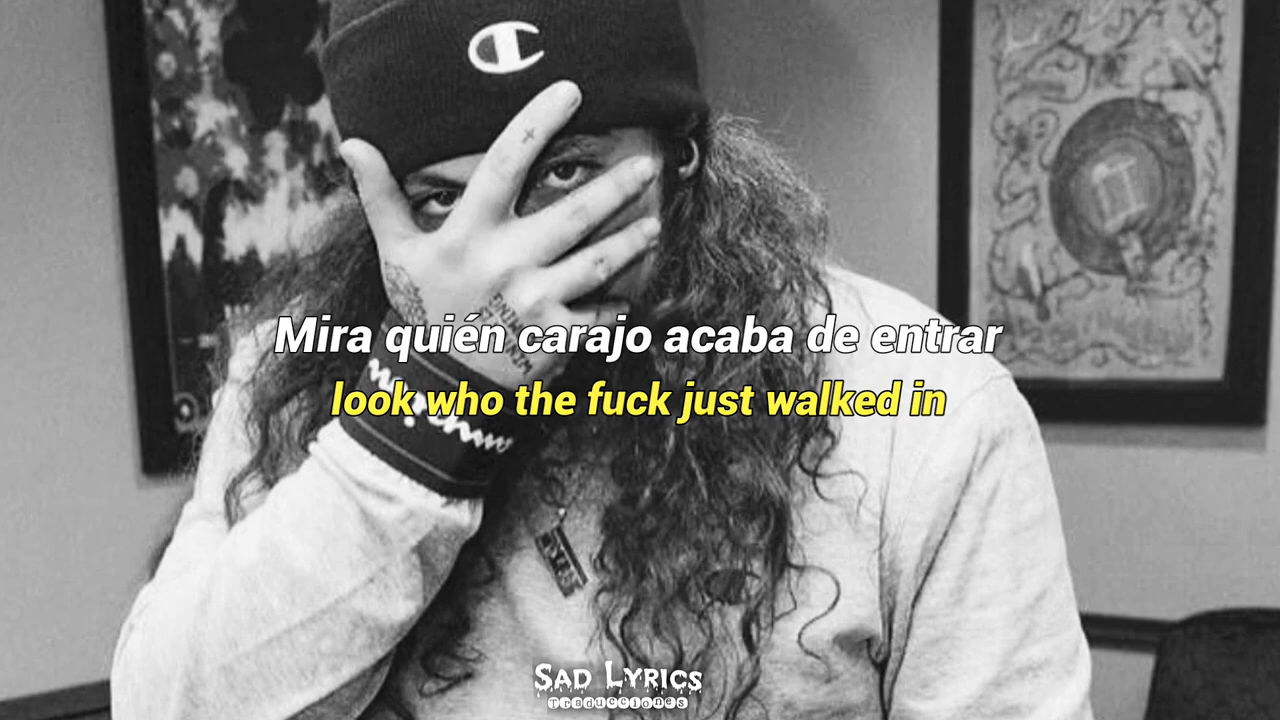 Mira quién carajo acaba de entrar
look who the fuck just walked in
SAD LYRICS
Traducciones